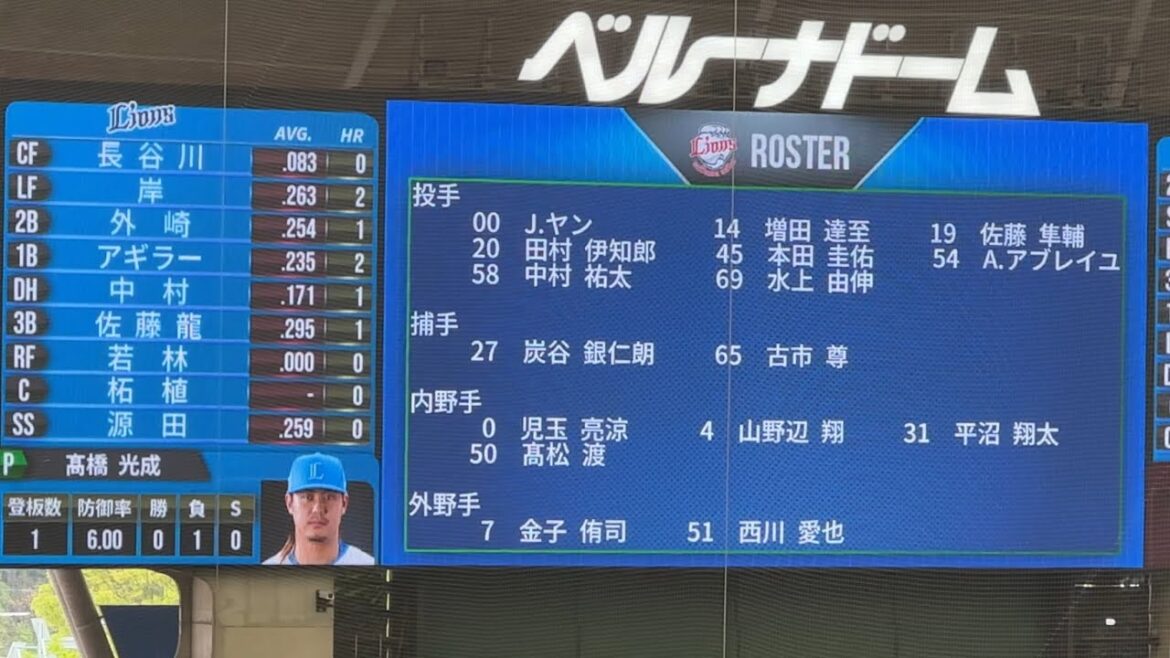 ベルーナドーム
Lions
AVG. HR
CF 長谷川 .083 0
LF 岸 .263 2
2B 外崎 .254 1
1B アギラー .235 2
DH 中村 .171 1
3B 佐藤龍 .295 1
RF 若林 .000 0
C 柘植 - 0
SS 源田 .259 0
P 髙橋 光成
登板数 防御率 勝 負 S
1 6.00 0 1 0
Lions ROSTER
投手
00 J.ヤン 14 増田 達至 19 佐藤 隼輔
20 田村 伊知郎 45 本田 圭佑 54 A.アブレイユ
58 中村 祐太 69 水上 由伸
捕手
27 炭谷 銀仁朗 65 古市 尊
内野手
0 児玉 亮涼 4 山野辺 翔 31 平沼 翔太
50 髙松 渡
外野手
7 金子 侑司 51 西川 愛也